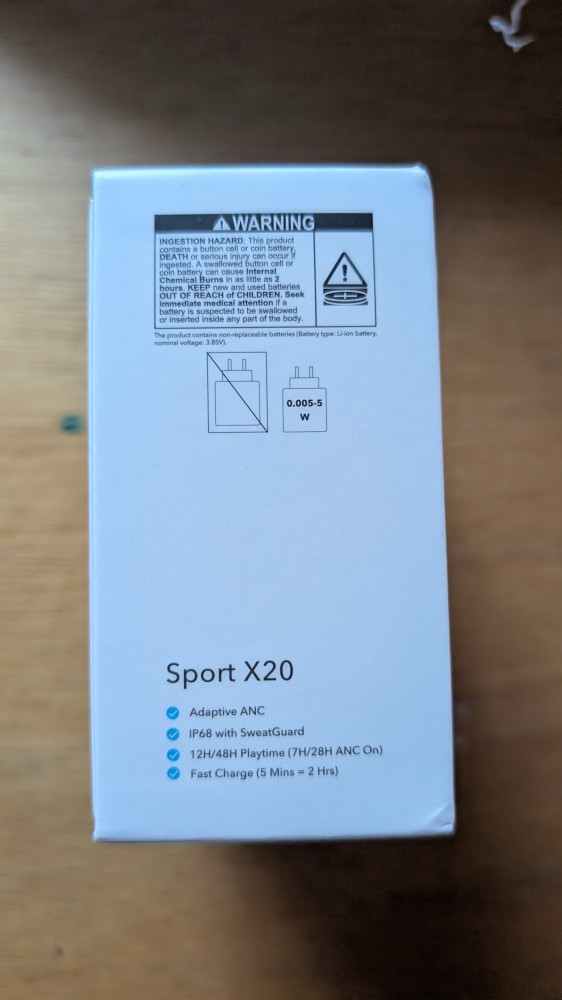 WARNING
INGESTION HAZARD: This product
contains a button cell or coin battery.
DEATH or serious injury can occur if
ingested. A swallowed button cell or
coin battery can cause Internal
Chemical Burns in as little as 2
hours. KEEP new and used batteries
OUT OF REACH of CHILDREN. Seek
immediate medical attention if a
battery is suspected to be swallowed
or inserted inside any part of the body.
The product contains non-replaceable batteries (Battery type: Li-ion battery,
nominal voltage: 3.85V).
0.005-5
W
Sport X20
Adaptive ANC
IP68 with SweatGuard
12H/48H Playtime (7H/28H ANC On)
Fast Charge (5 Mins = 2 Hrs)